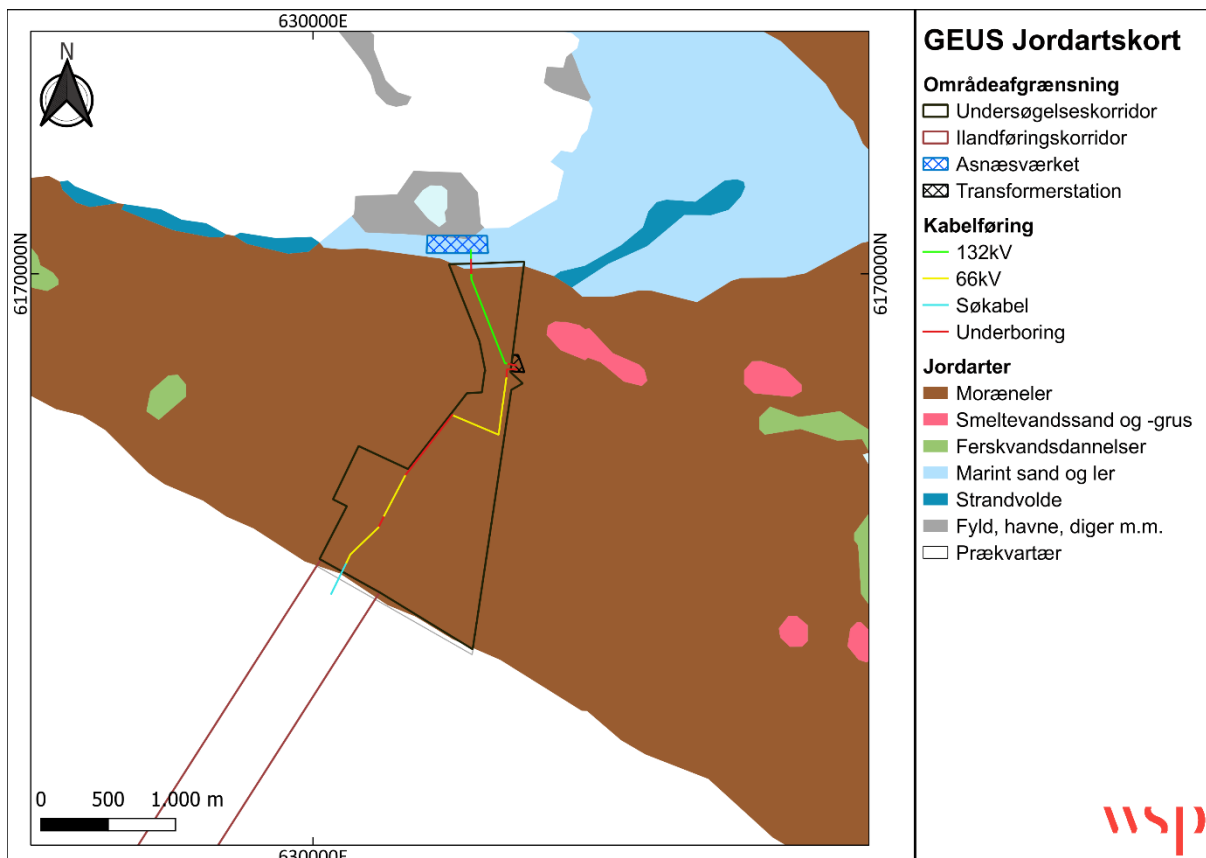 630000E
N
6170000N
6170000N
0 500 1.000 m
630000E
GEUS Jordartskort
Områdeafgrænsning
Undersøgelseskorridor
Ilandføringskorridor
Asnæsværket
Transformerstation
Kabelføring
132kV
66kV
Søkabel
Underboring
Jordarter
Moræneler
Smeltevandssand og -grus
Ferskvandsdannelser
Marint sand og ler
Strandvolde
Fyld, havne, diger m.m.
Prækvartær
wsp